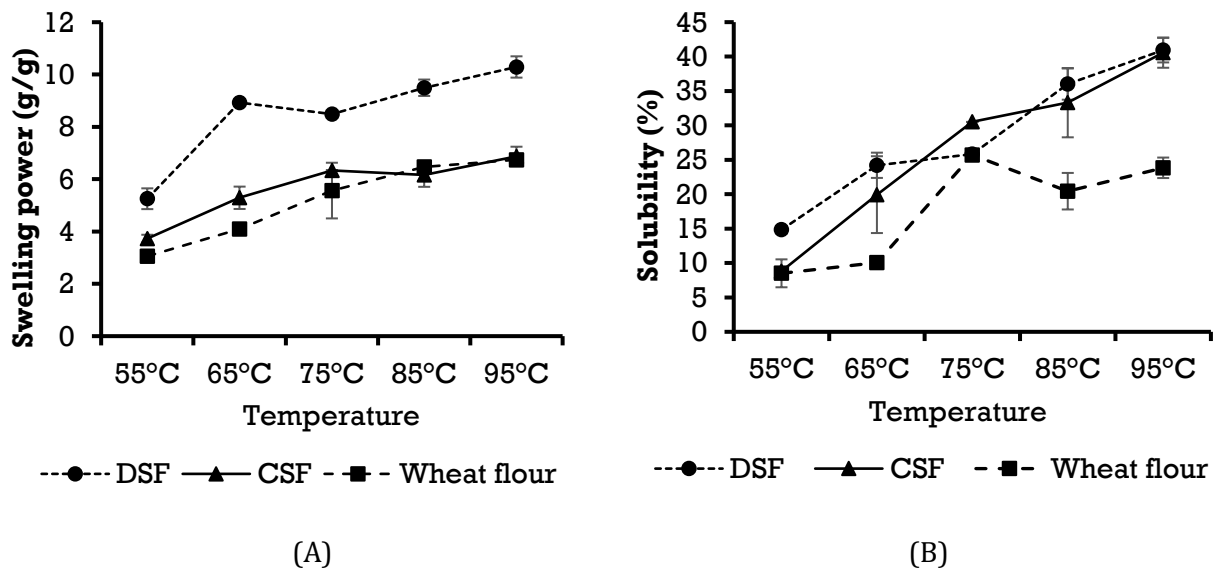 Swelling power (g/g)
12
10
8
6
4
2
0
55°C 65°C 75°C 85°C 95°C
Temperature
DSF CSF Wheat flour
(A)
Solubility (%)
45
40
35
30
25
20
15
10
5
0
55°C 65°C 75°C 85°C 95°C
Temperature
DSF CSF Wheat flour
(B)